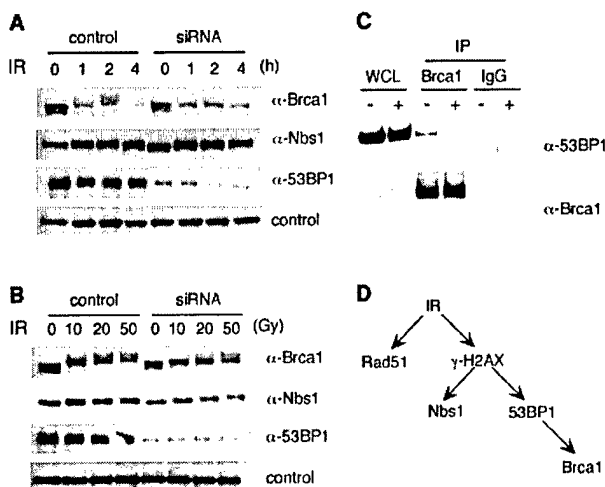 A
control siRNA
IR 0 1 2 4 0 1 2 4 (h)
α-Brca1
α-Nbs1
α-53BP1
control
B
control siRNA
IR 0 10 20 50 0 10 20 50 (Gy)
α-Brca1
α-Nbs1
α-53BP1
control
C
IP
WCL Brca1 IgG
- + - + - +
α-53BP1
α-Brca1
D
IR
Rad51 γ-H2AX
Nbs1 53BP1
Brca1